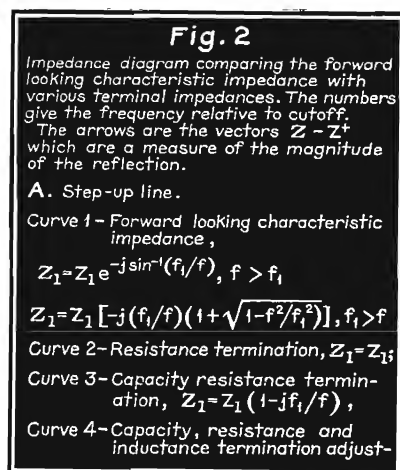 Fig. 2
Impedance diagram comparing the forward
looking characteristic impedance with
various terminal impedances. The numbers
give the frequency relative to cutoff.
The arrows are the vectors Z - Z⁺
which are a measure of the magnitude
of the reflection.
A. Step-up line.
Curve 1 - Forward looking characteristic
impedance,
Z₁=Z₁e^(-j sin⁻¹(f₁/f)), f > f₁
Z₁=Z₁[-j(f₁/f)(1+√(1-f²/f₁²))], f₁>f
Curve 2 - Resistance termination, Z₁=Z₁;
Curve 3 - Capacity resistance termin-
ation, Z₁=Z₁(1-jf₁/f),
Curve 4 - Capacity, resistance and
inductance termination adjust-